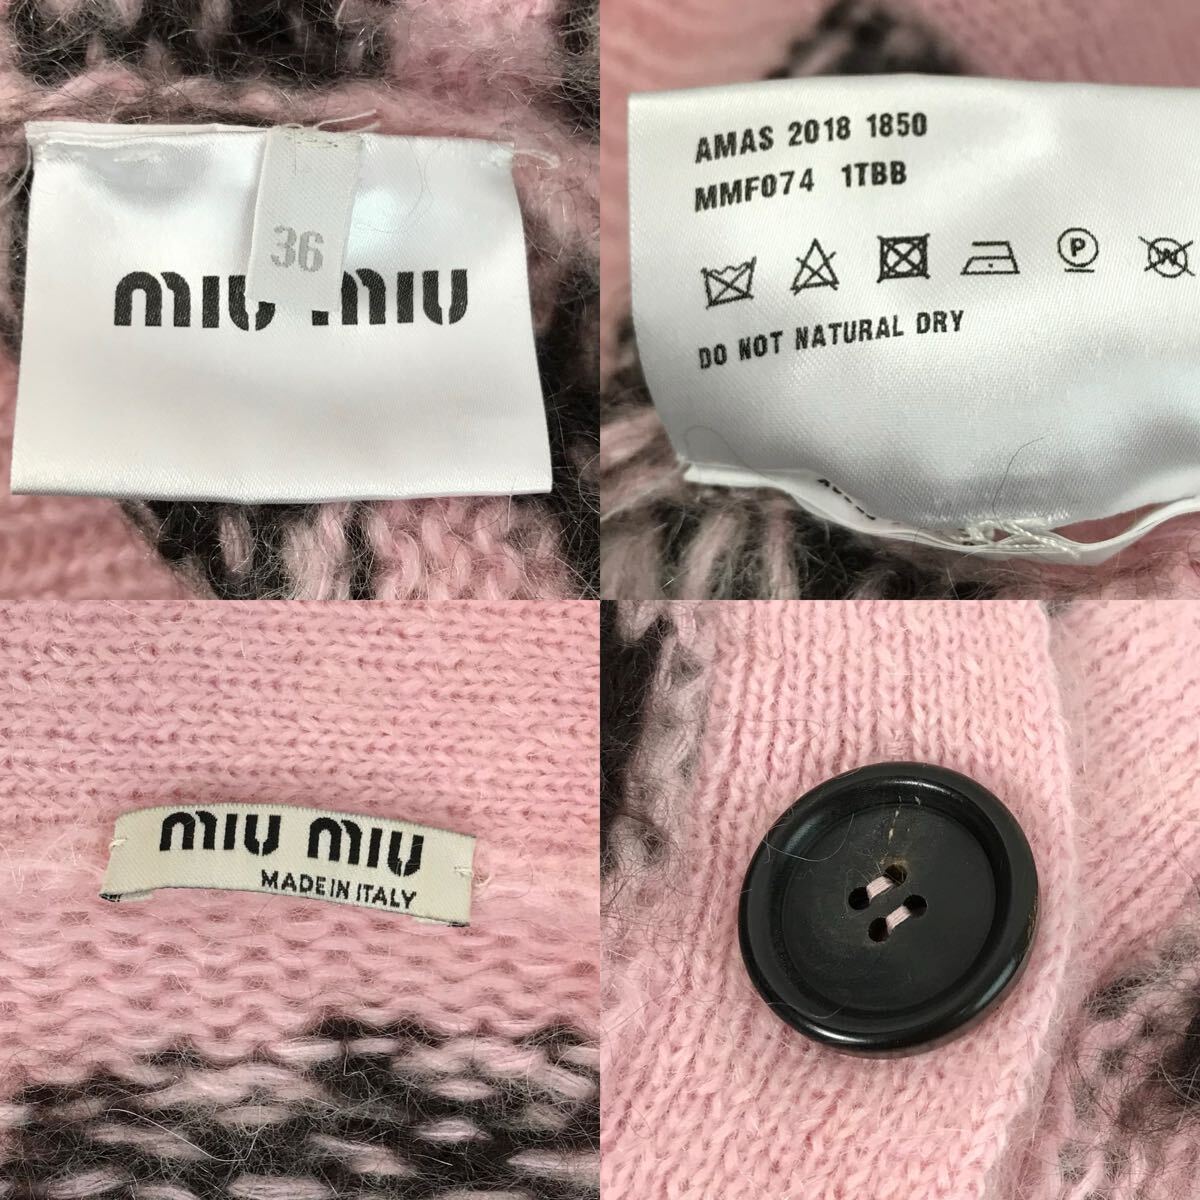 36
miu miu
AMAS 2018 1850
MMF074 1TBB
P
W
DO NOT NATURAL DRY
miu miu
MADE IN ITALY